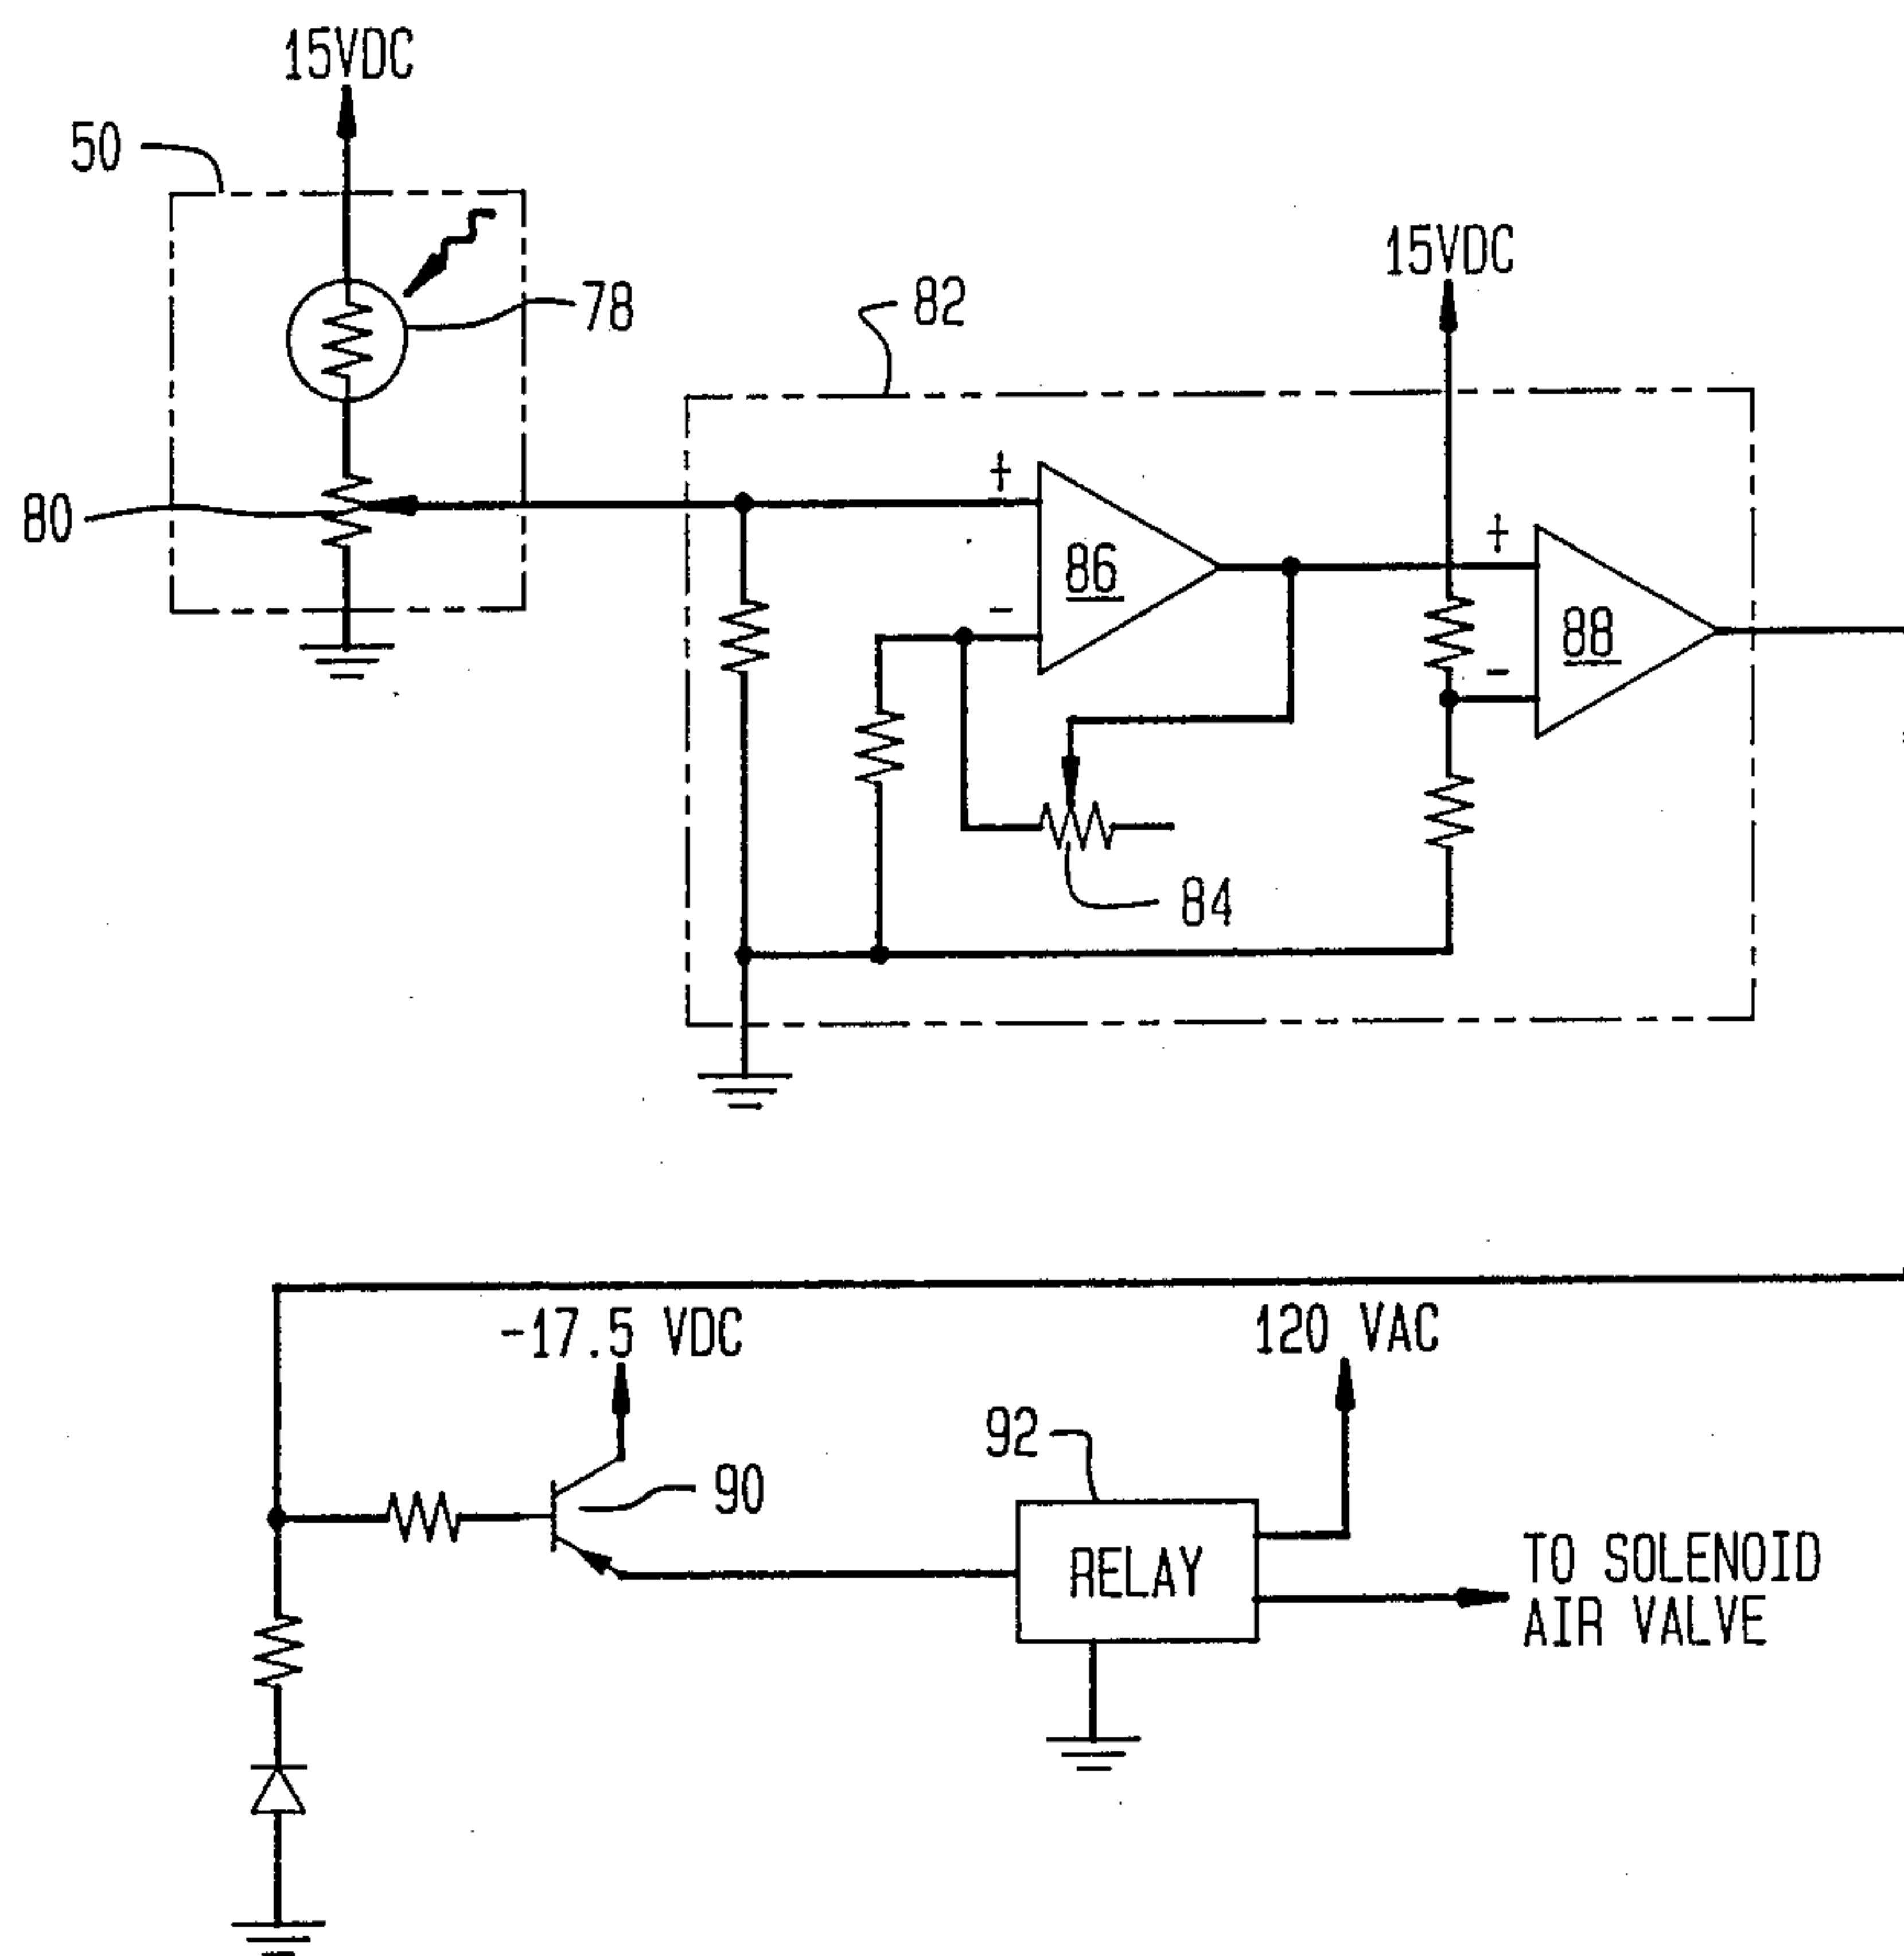 15VDC
50
78
80
82
15VDC
+
-
86
+
-
88
84
-17.5 VDC
120 VAC
90
92
RELAY
TO SOLENOID
AIR VALVE